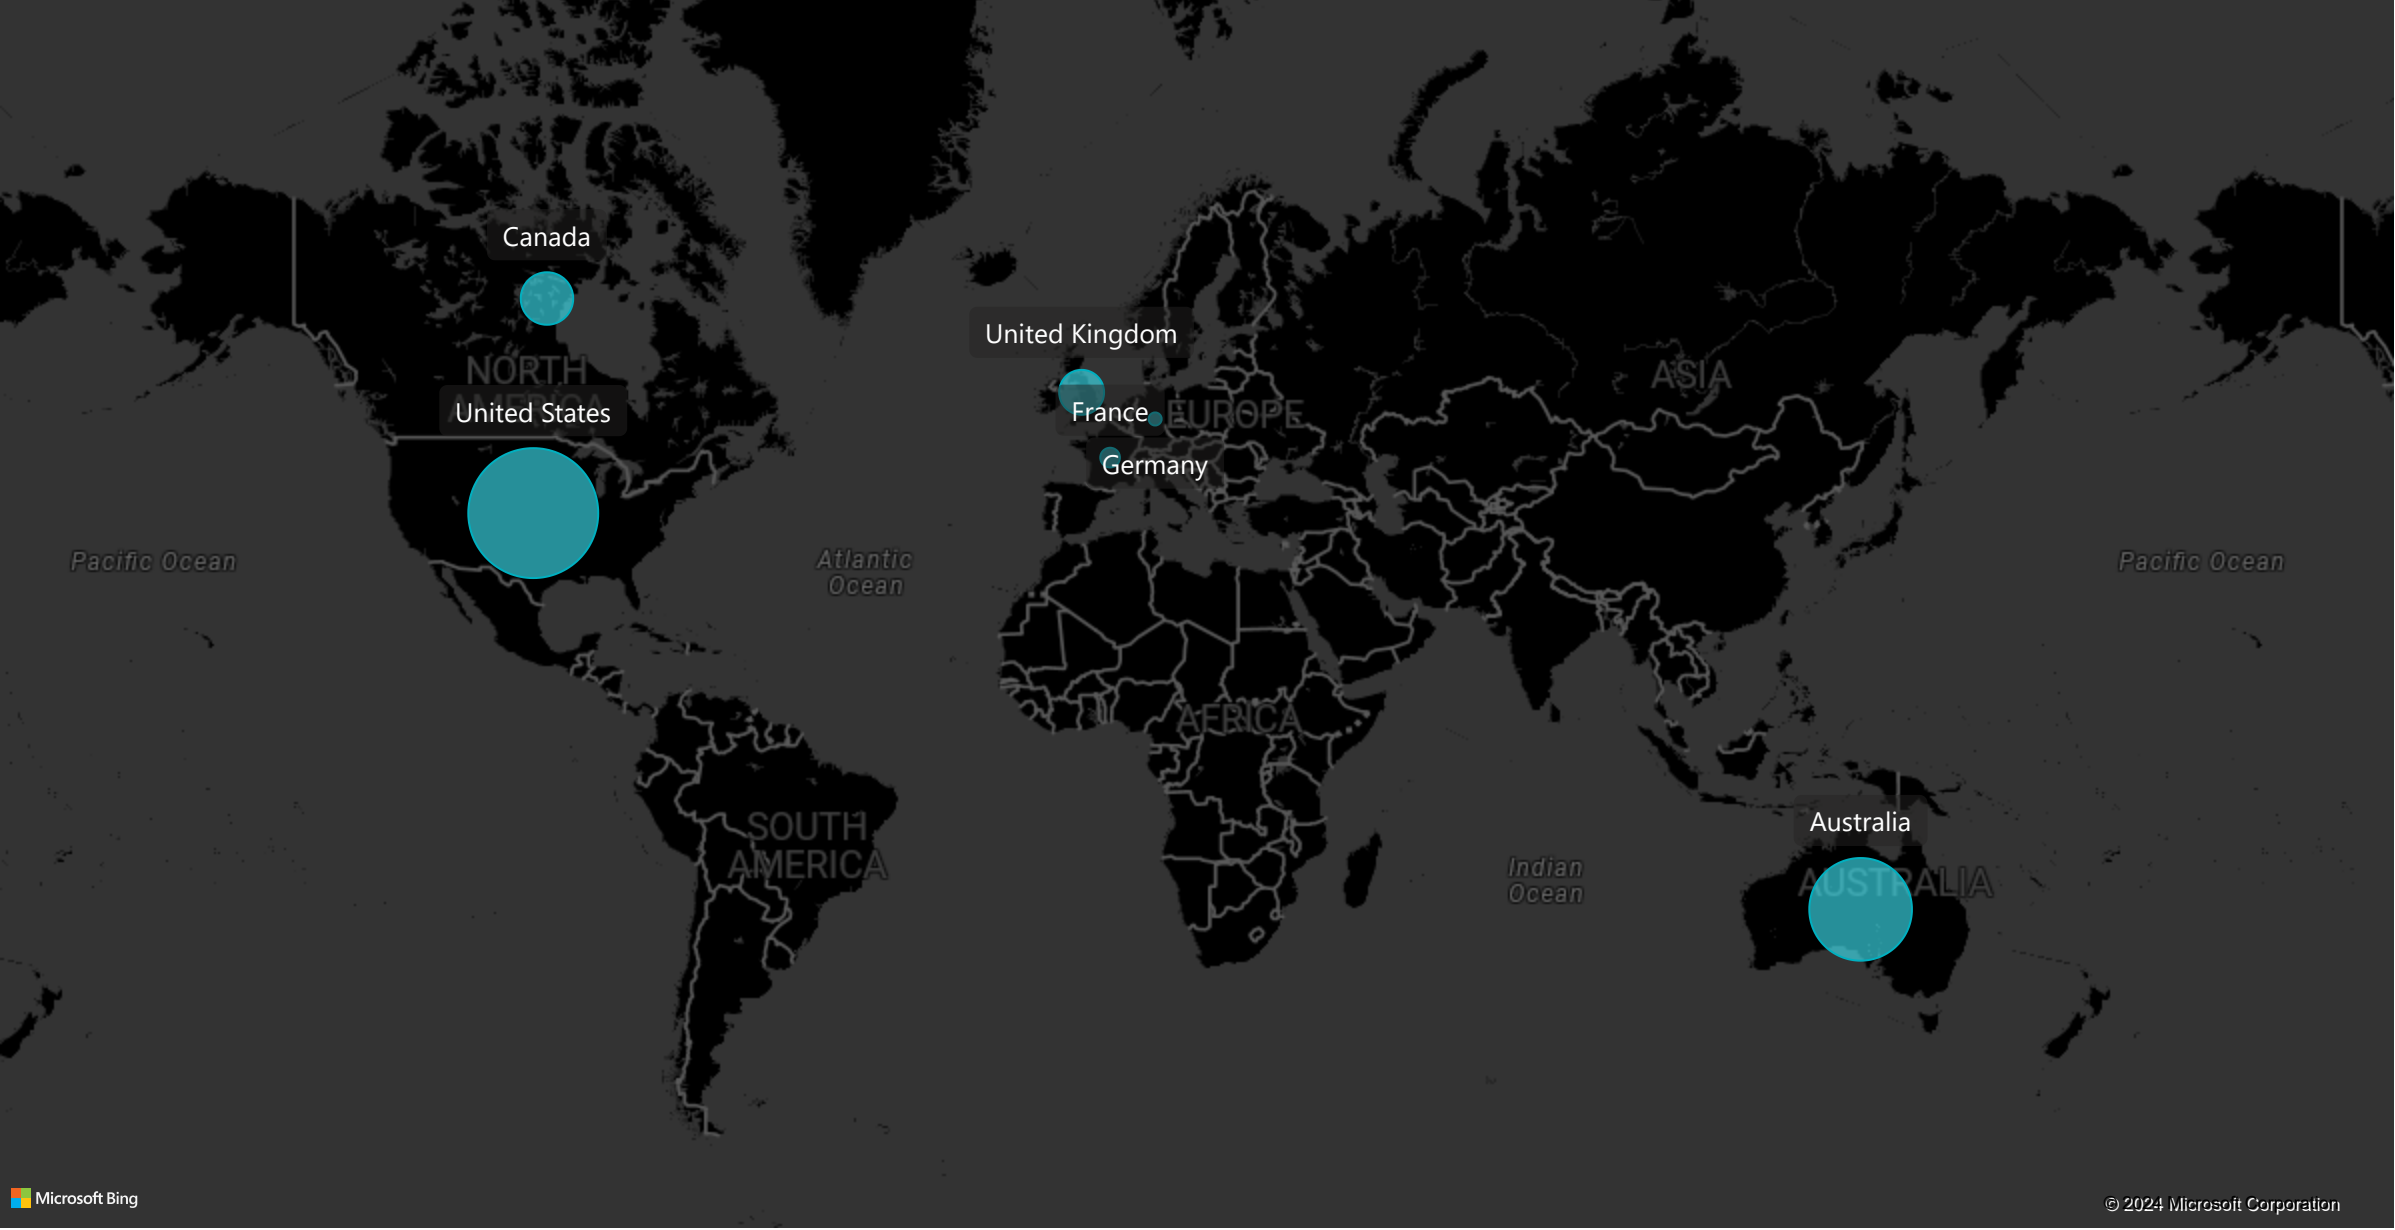 Canada
United Kingdom
NORTH
AMERICA
United States
ASIA
France
EUROPE
Germany
Pacific Ocean
Atlantic
Ocean
Pacific Ocean
AFRICA
SOUTH
AMERICA
Indian
Ocean
Australia
AUSTRALIA
Microsoft Bing
© 2024 Microsoft Corporation